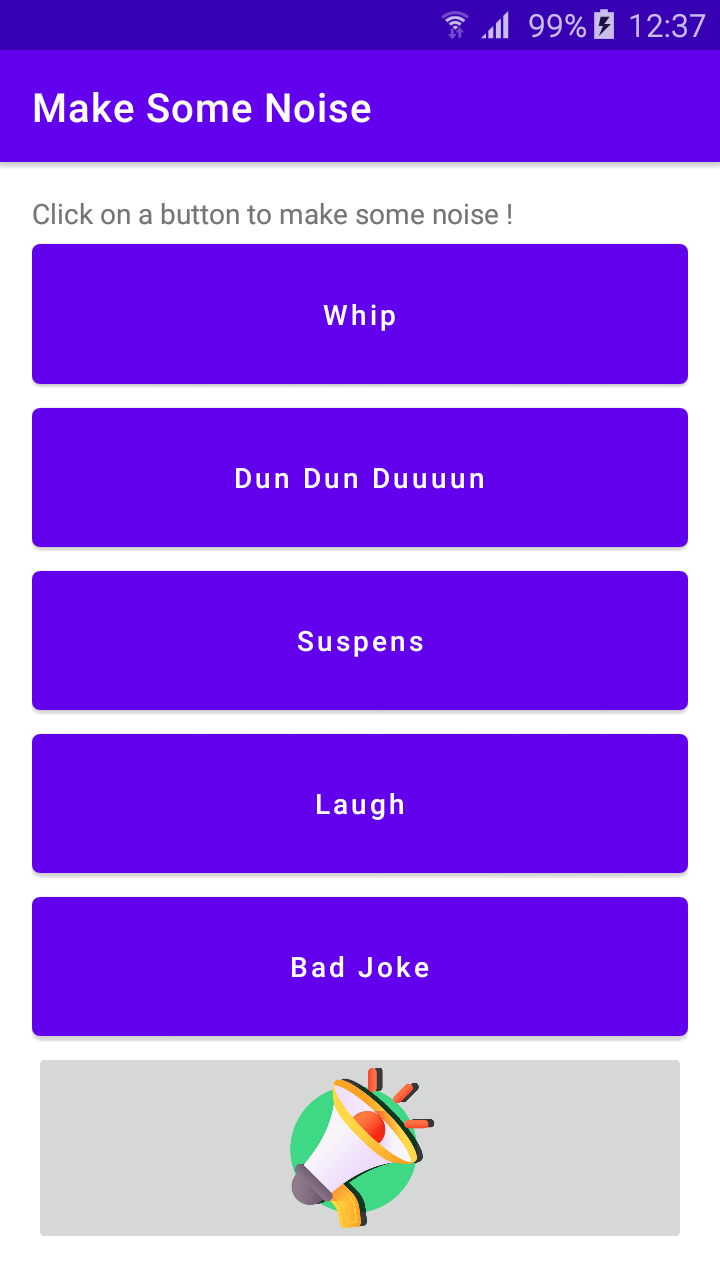 99% 12:37
Make Some Noise
Click on a button to make some noise !
Whip
Dun Dun Duuuun
Suspens
Laugh
Bad Joke